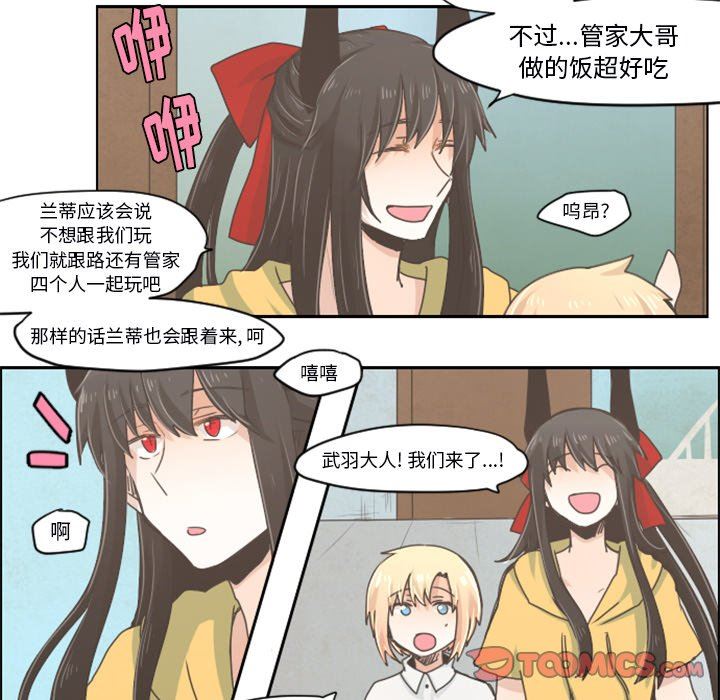 不过...管家大哥
做的饭超好吃
咿
咿
呜昂?
兰蒂应该会说
不想跟我们玩
我们就跟路还有管家
四个人一起玩吧
那样的话兰蒂也会跟着来, 呵
嘻嘻
武羽大人! 我们来了...!
啊
TOOMICS.COM